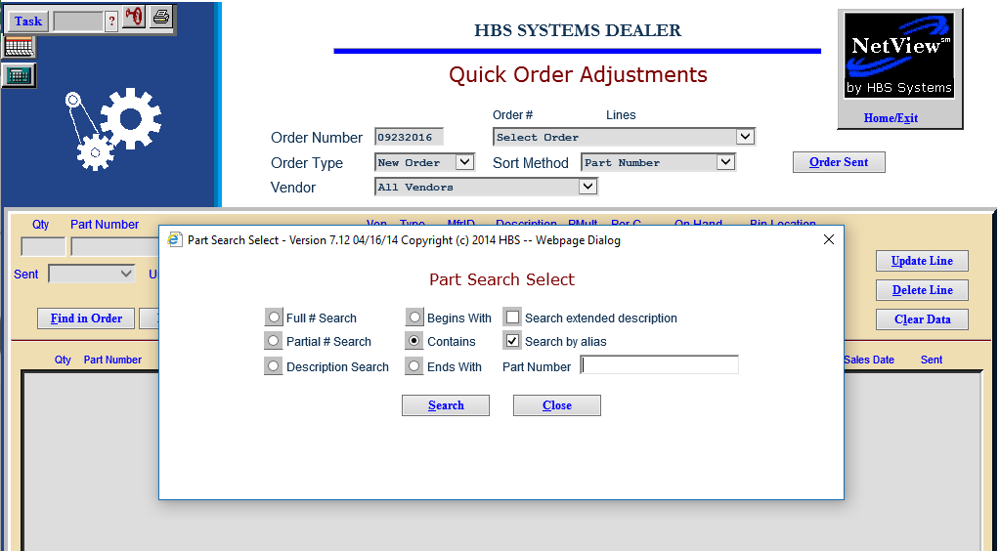 Task ?
HBS SYSTEMS DEALER
Quick Order Adjustments
NetView℠
by HBS Systems
Home/Exit
Order # Lines
Order Number 09232016 Select Order
Order Type New Order Sort Method Part Number
Order Sent
Vendor All Vendors
Qty Part Number Ven Type MfrID Description PMult Per C On Hand Bin Location
Part Search Select - Version 7.12 04/16/14 Copyright (c) 2014 HBS -- Webpage Dialog
Sent U
Update Line
Part Search Select
Delete Line
Find in Order
Full # Search Begins With Search extended description
Clear Data
Partial # Search Contains Search by alias
Qty Part Number Sales Date Sent
Description Search Ends With Part Number
Search Close